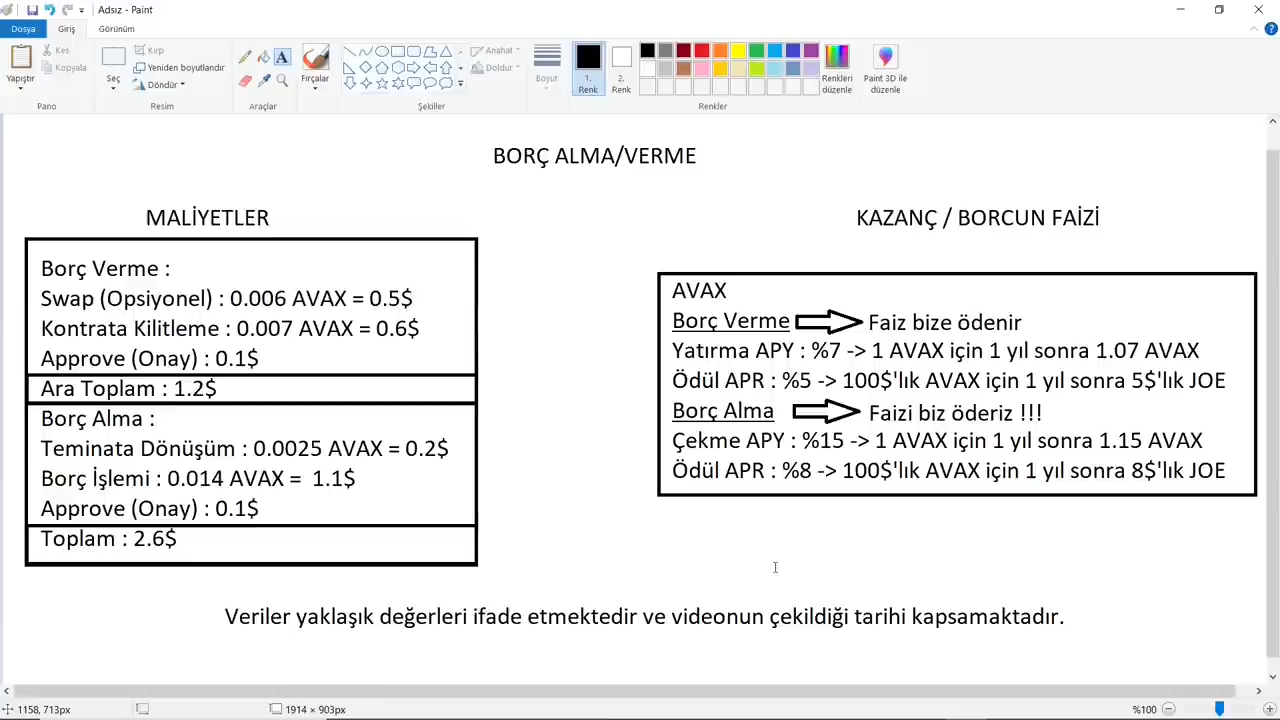 Adsız - Paint
Dosya
Giriş
Görünüm
Yapıştır
Kes
Kopyala
Pano
Seç
Kırp
Yeniden boyutlandır
Döndür
Resim
Araçlar
Fırçalar
Anahat
Doldur
Şekiller
Boyut
1.
Renk
2.
Renk
Renkleri
düzenle
Paint 3D ile
düzenle
Renkler
BORÇ ALMA/VERME
MALİYETLER
Borç Verme :
Swap (Opsiyonel) : 0.006 AVAX = 0.5$
Kontrata Kilitleme : 0.007 AVAX = 0.6$
Approve (Onay) : 0.1$
Ara Toplam : 1.2$
Borç Alma :
Teminata Dönüşüm : 0.0025 AVAX = 0.2$
Borç İşlemi : 0.014 AVAX =  1.1$
Approve (Onay) : 0.1$
Toplam : 2.6$
KAZANÇ / BORCUN FAİZİ
AVAX
Borç Verme Faiz bize ödenir
Yatırma APY : %7 -> 1 AVAX için 1 yıl sonra 1.07 AVAX
Ödül APR : %5 -> 100$'lık AVAX için 1 yıl sonra 5$'lık JOE
Borç Alma Faizi biz öderiz !!!
Çekme APY : %15 -> 1 AVAX için 1 yıl sonra 1.15 AVAX
Ödül APR : %8 -> 100$'lık AVAX için 1 yıl sonra 8$'lık JOE
Veriler yaklaşık değerleri ifade etmektedir ve videonun çekildiği tarihi kapsamaktadır.
1158, 713px
1914 × 903px
%100